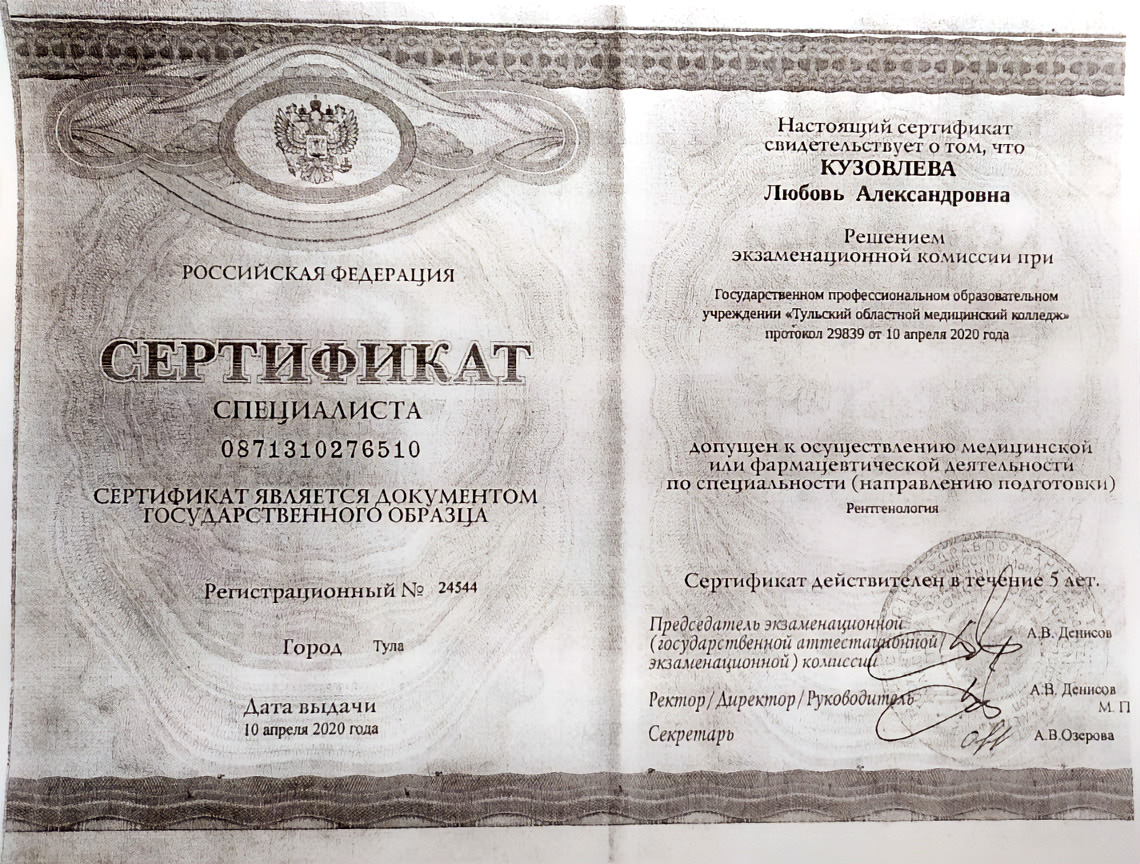 РОССИЙСКАЯ ФЕДЕРАЦИЯ
СЕРТИФИКАТ
СПЕЦИАЛИСТА
0871310276510
СЕРТИФИКАТ ЯВЛЯЕТСЯ ДОКУМЕНТОМ
ГОСУДАРСТВЕННОГО ОБРАЗЦА
Регистрационный № 24544
Город Тула
Дата выдачи
10 апреля 2020 года
Настоящий сертификат
свидетельствует о том, что
КУЗОВЛЕВА
Любовь Александровна
Решением
экзаменационной комиссии при
Государственном профессиональном образовательном
учреждении «Тульский областной медицинский колледж»
протокол 29839 от 10 апреля 2020 года
допущен к осуществлению медицинской
или фармацевтической деятельности
по специальности (направлению подготовки)
Рентгенология
Сертификат действителен в течение 5 лет.
Председатель экзаменационной
(государственной аттестационной/
экзаменационной) комиссии
А.В. Денисов
Ректор/Директор/Руководитель
А.В. Денисов
М. П
Секретарь
А.В.Озерова